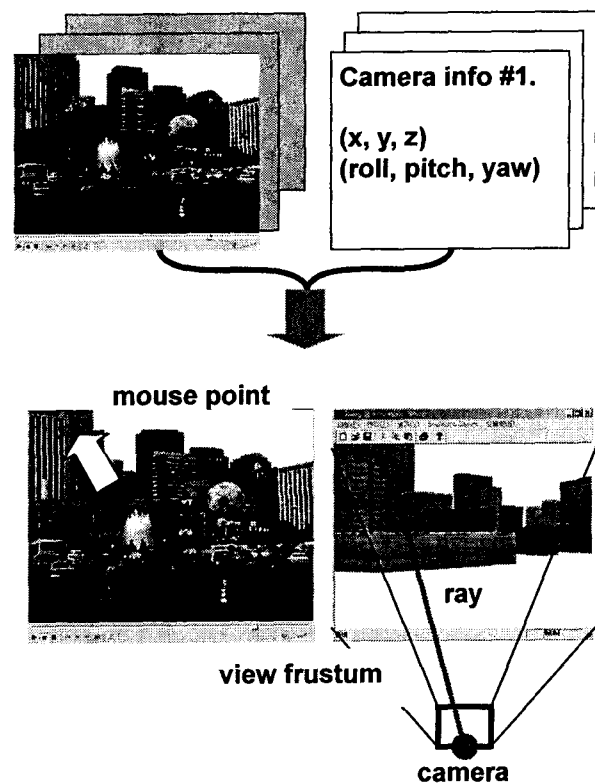 Camera info #1.
(x, y, z)
(roll, pitch, yaw)
mouse point
ray
view frustum
camera